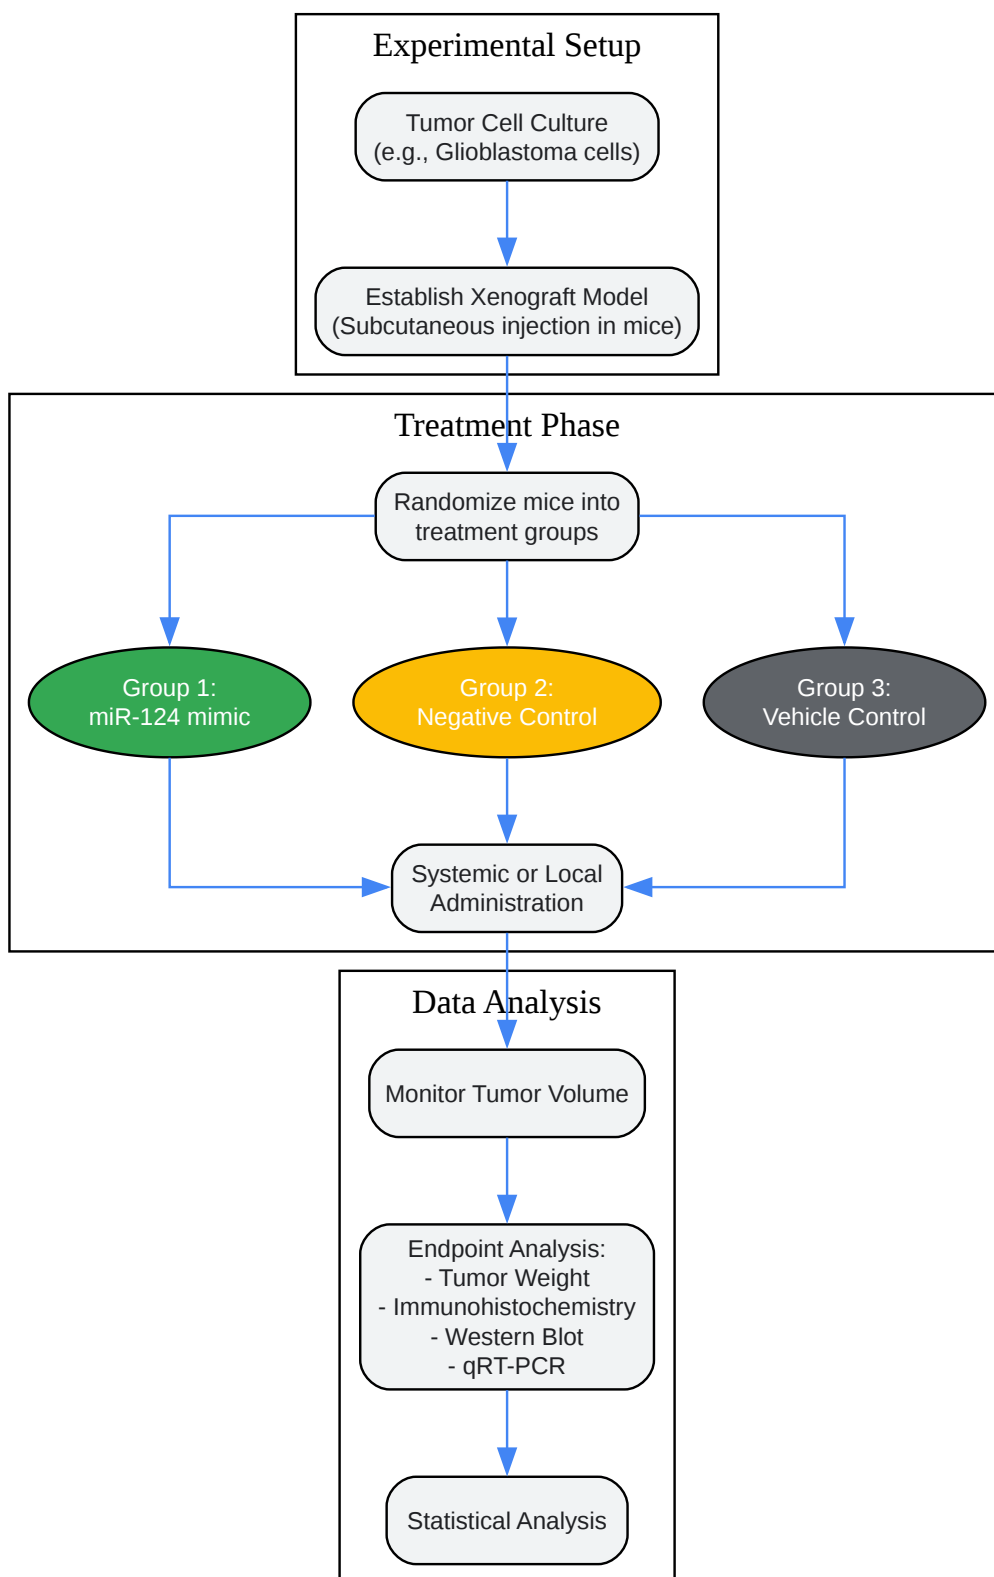 Experimental Setup
Tumor Cell Culture
(e.g., Glioblastoma cells)
Establish Xenograft Model
(Subcutaneous injection in mice)
Treatment Phase
Randomize mice into
treatment groups
Group 1:
miR-124 mimic
Group 2:
Negative Control
Group 3:
Vehicle Control
Systemic or Local
Administration
Data Analysis
Monitor Tumor Volume
Endpoint Analysis:
- Tumor Weight
- Immunohistochemistry
- Western Blot
- qRT-PCR
Statistical Analysis